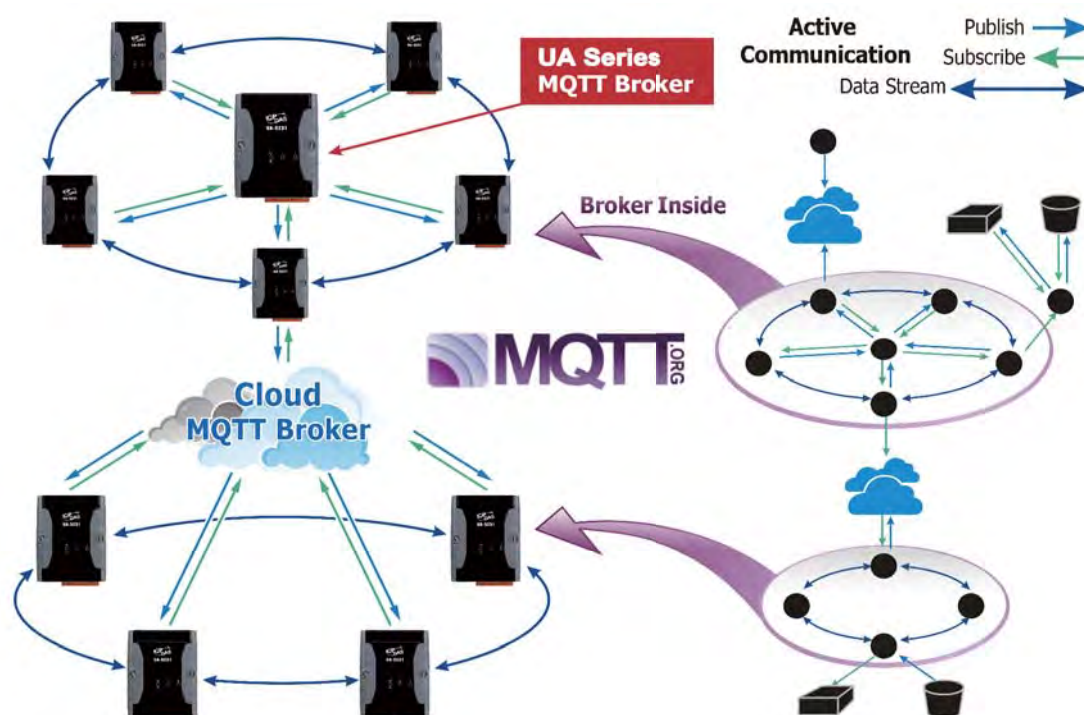 UA Series
MQTT Broker
Active
Communication
Publish
Subscribe
Data Stream
Broker Inside
MQTT
.ORG
Cloud
MQTT Broker